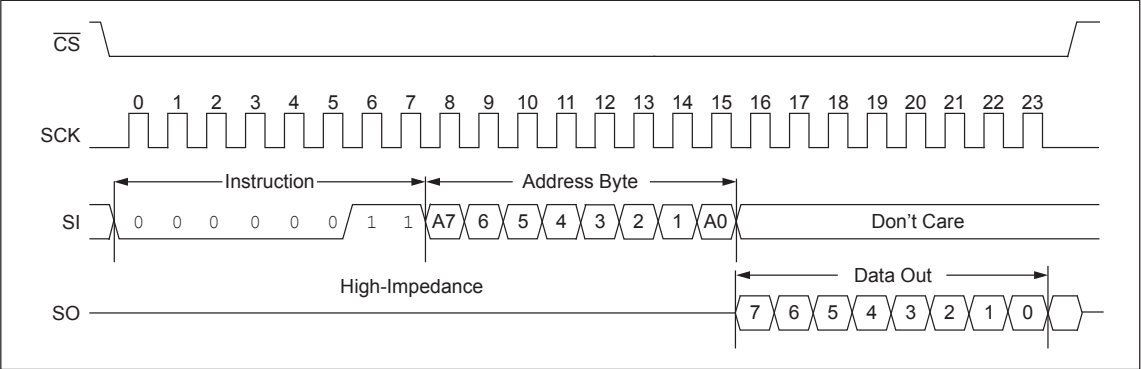 CS
0 1 2 3 4 5 6 7 8 9 10 11 12 13 14 15 16 17 18 19 20 21 22 23
SCK
Instruction Address Byte
SI 0 0 0 0 0 0 1 1 A7 6 5 4 3 2 1 A0 Don't Care
High-Impedance Data Out
SO 7 6 5 4 3 2 1 0